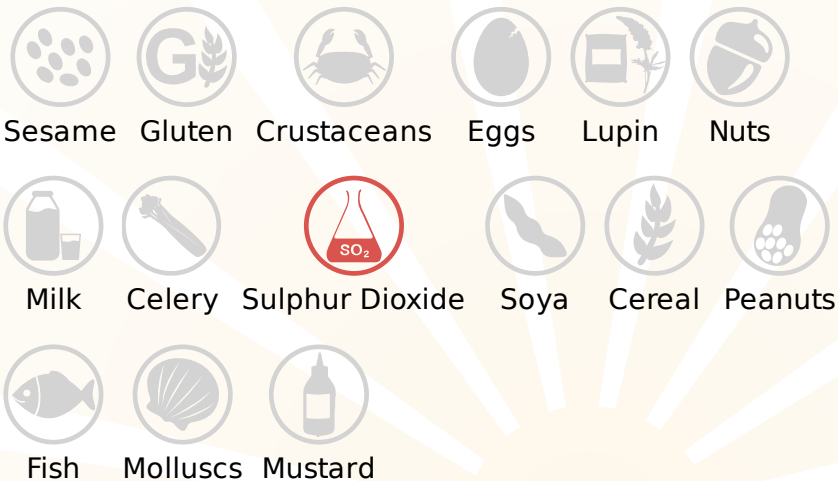 G
Sesame Gluten Crustaceans Eggs Lupin Nuts
SO₂
Milk Celery Sulphur Dioxide Soya Cereal Peanuts
Fish Molluscs Mustard